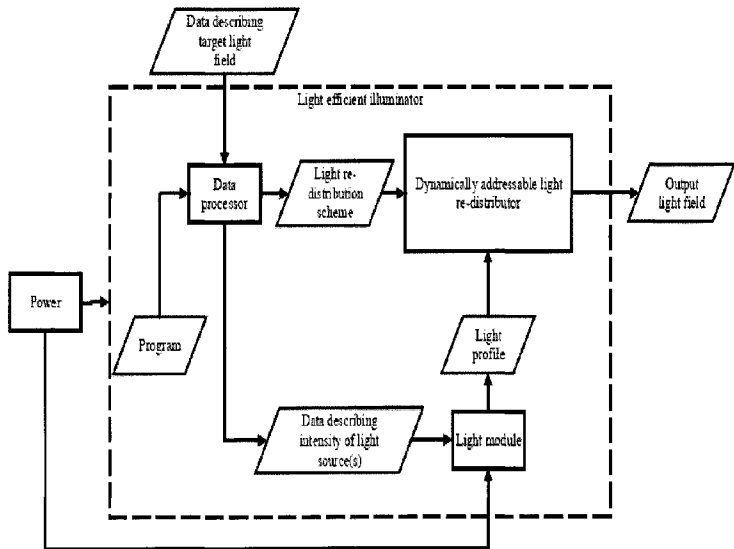 Data describing
target light
field
Light efficient illuminator
Data
processor
Light re-
distribution
scheme
Dynamically addressable light
re-distributor
Output
light field
Power
Program
Light
profile
Data describing
intensity of light
source(s)
Light module